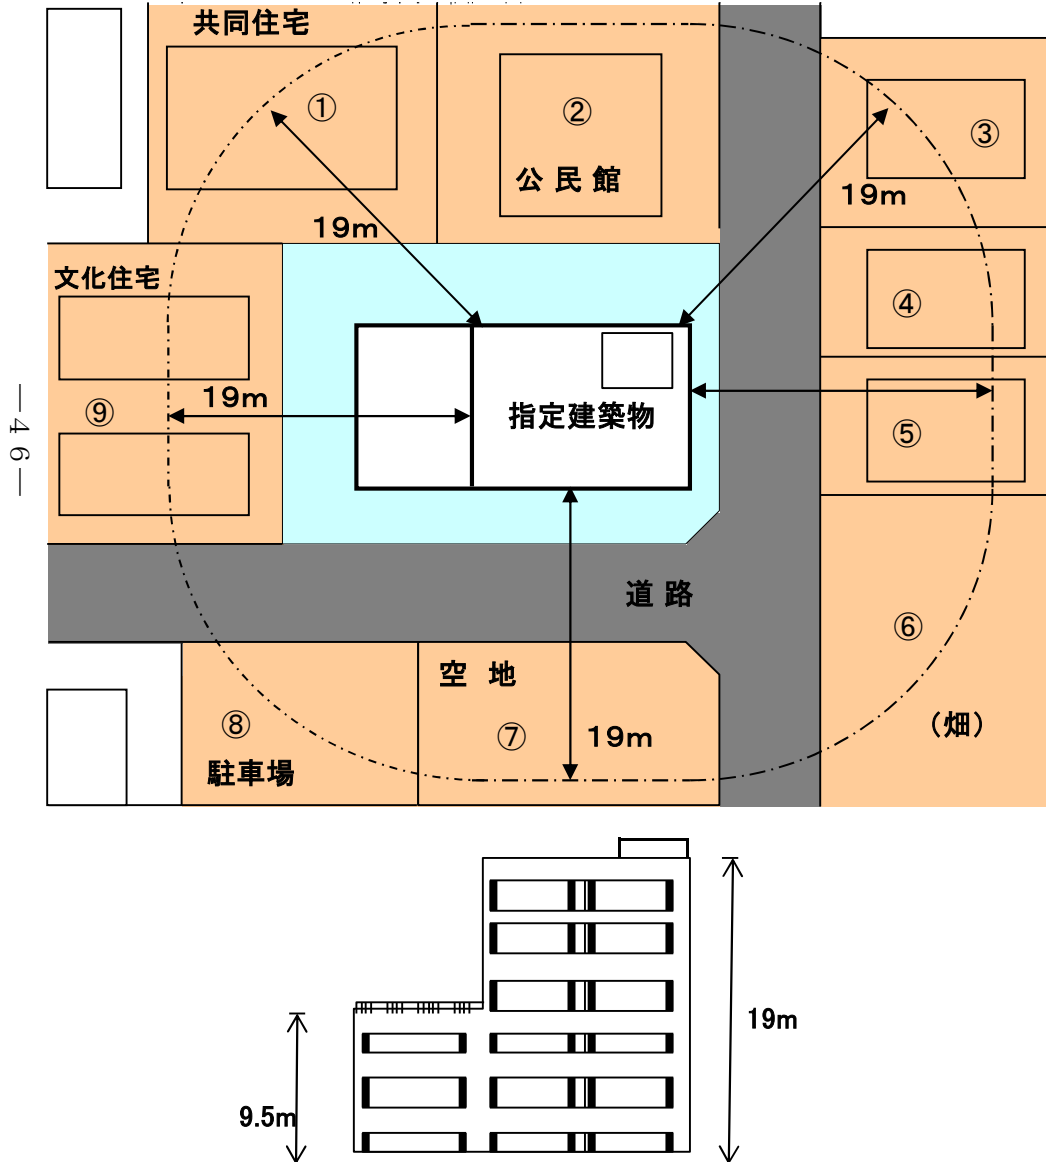 共同住宅
①
②
公民館
③
19m
19m
文化住宅
④
⑨
19m
指定建築物
⑤
—46—
道路
⑥
空地
⑧
⑦
19m
(畑)
駐車場
19m
9.5m